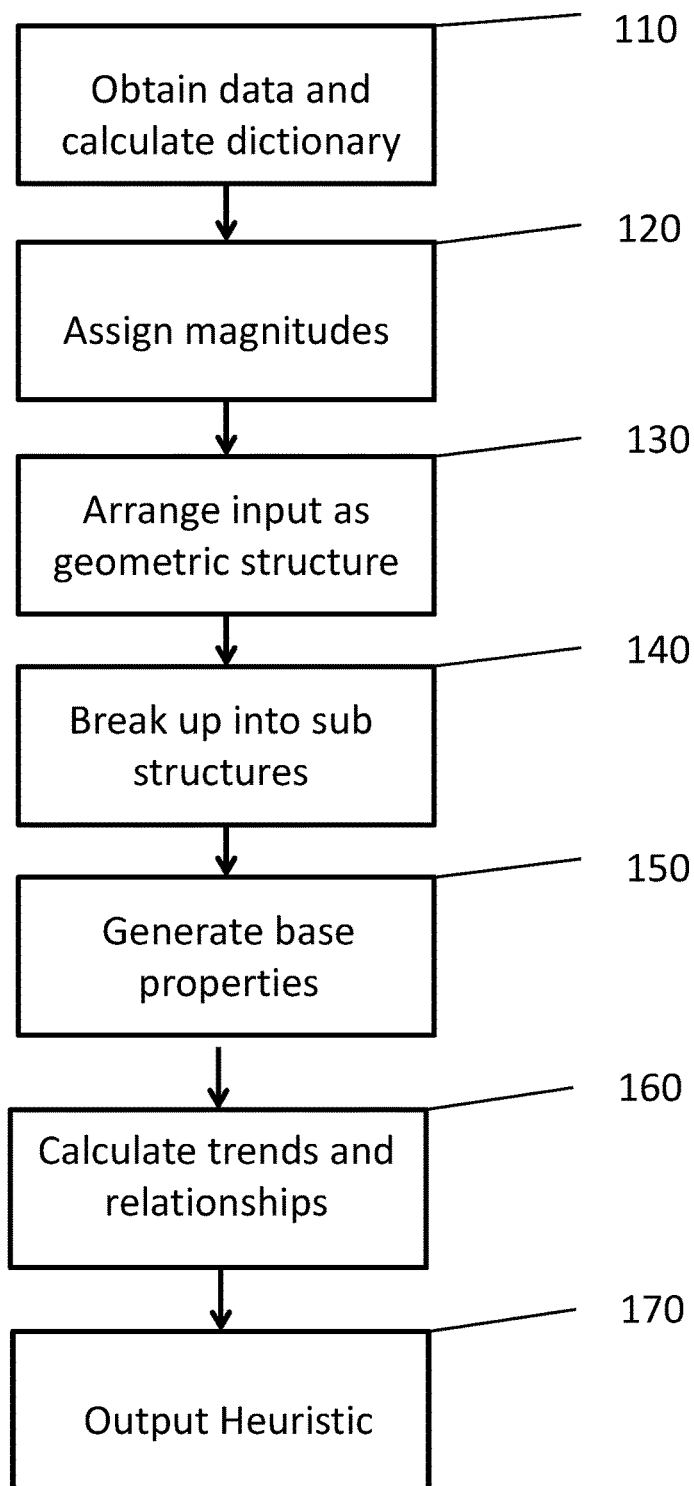 110
Obtain data and
calculate dictionary
120
Assign magnitudes
130
Arrange input as
geometric structure
140
Break up into sub
structures
150
Generate base
properties
160
Calculate trends and
relationships
170
Output Heuristic